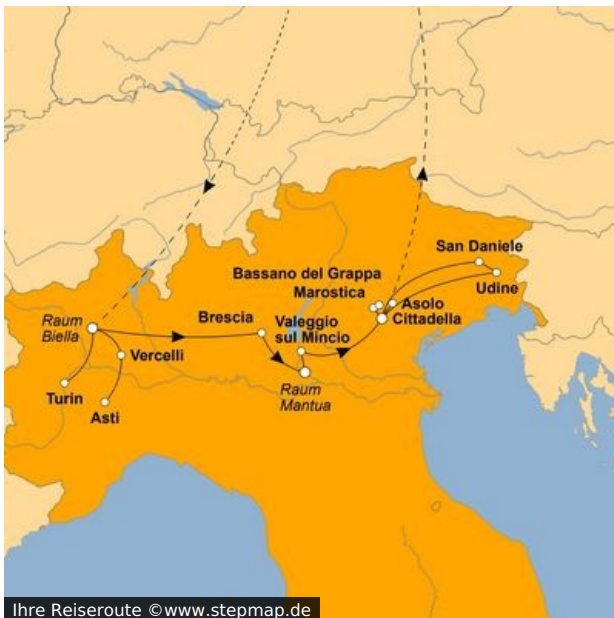 San Daniele
Bassano del Grappa
Udine
Marostica
Asolo
Brescia
Valeggio
sul Mincio
Cittadella
Raum
Biella
Vercelli
Raum
Mantua
Turin
Asti
Ihre Reiseroute ©www.stepmap.de